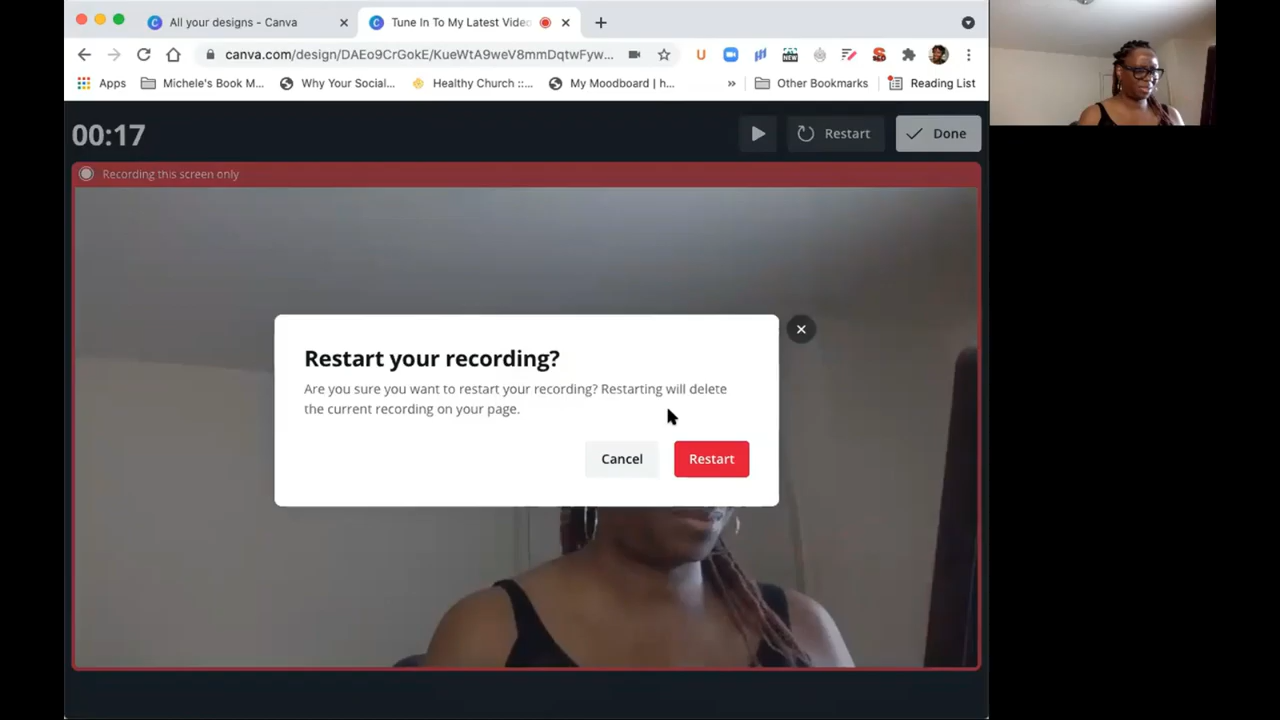 All your designs - Canva
Tune In To My Latest Video
canva.com/design/DAEo9CrGokE/KueWtA9weV8mmDqtwFyw...
NEW
Apps
Michele's Book M...
Why Your Social...
Healthy Church ::...
My Moodboard | h...
»
Other Bookmarks
Reading List
00:17
Restart
Done
Recording this screen only
Restart your recording?
Are you sure you want to restart your recording? Restarting will delete
the current recording on your page.
Cancel
Restart